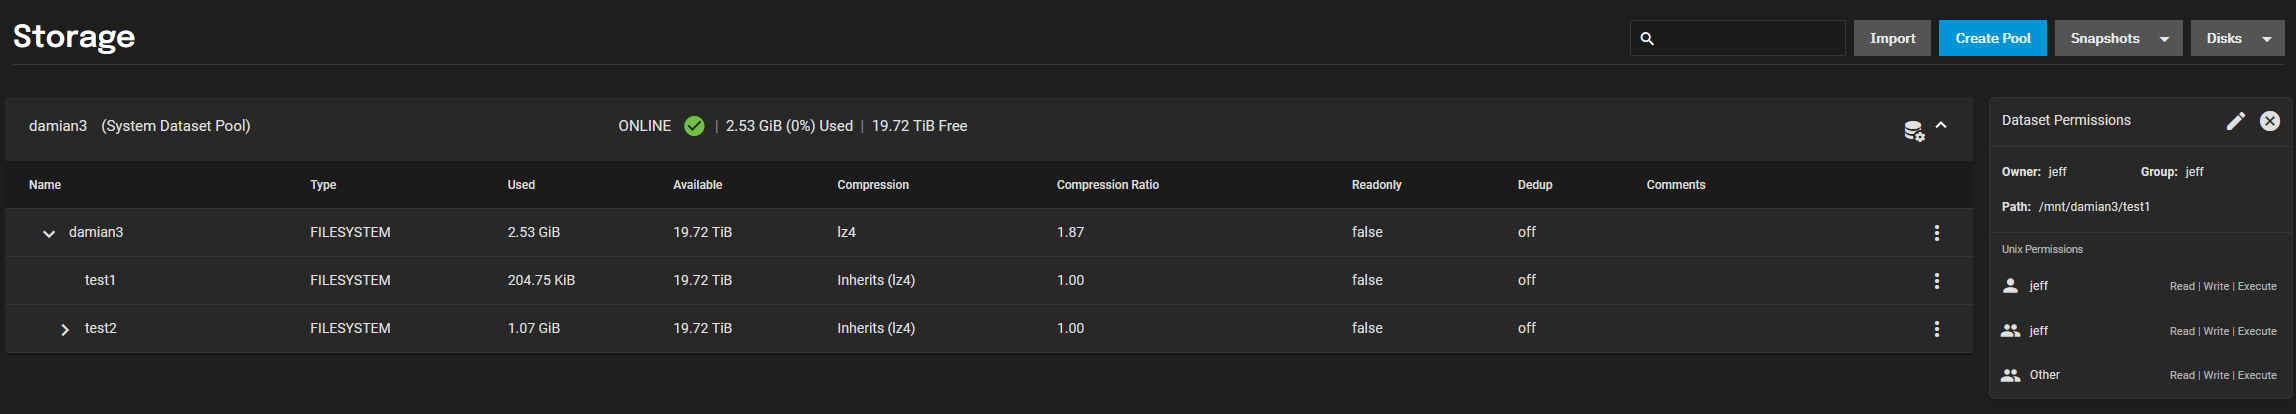 Storage
Import
Create Pool
Snapshots
Disks
damian3 (System Dataset Pool)
ONLINE | 2.53 GiB (0%) Used | 19.72 TiB Free
Name Type Used Available Compression Compression Ratio Readonly Dedup Comments
damian3 FILESYSTEM 2.53 GiB 19.72 TiB lz4 1.87 false off
test1 FILESYSTEM 204.75 KiB 19.72 TiB Inherits (lz4) 1.00 false off
test2 FILESYSTEM 1.07 GiB 19.72 TiB Inherits (lz4) 1.00 false off
Dataset Permissions
Owner: jeff Group: jeff
Path: /mnt/damian3/test1
Unix Permissions
jeff Read | Write | Execute
jeff Read | Write | Execute
Other Read | Write | Execute